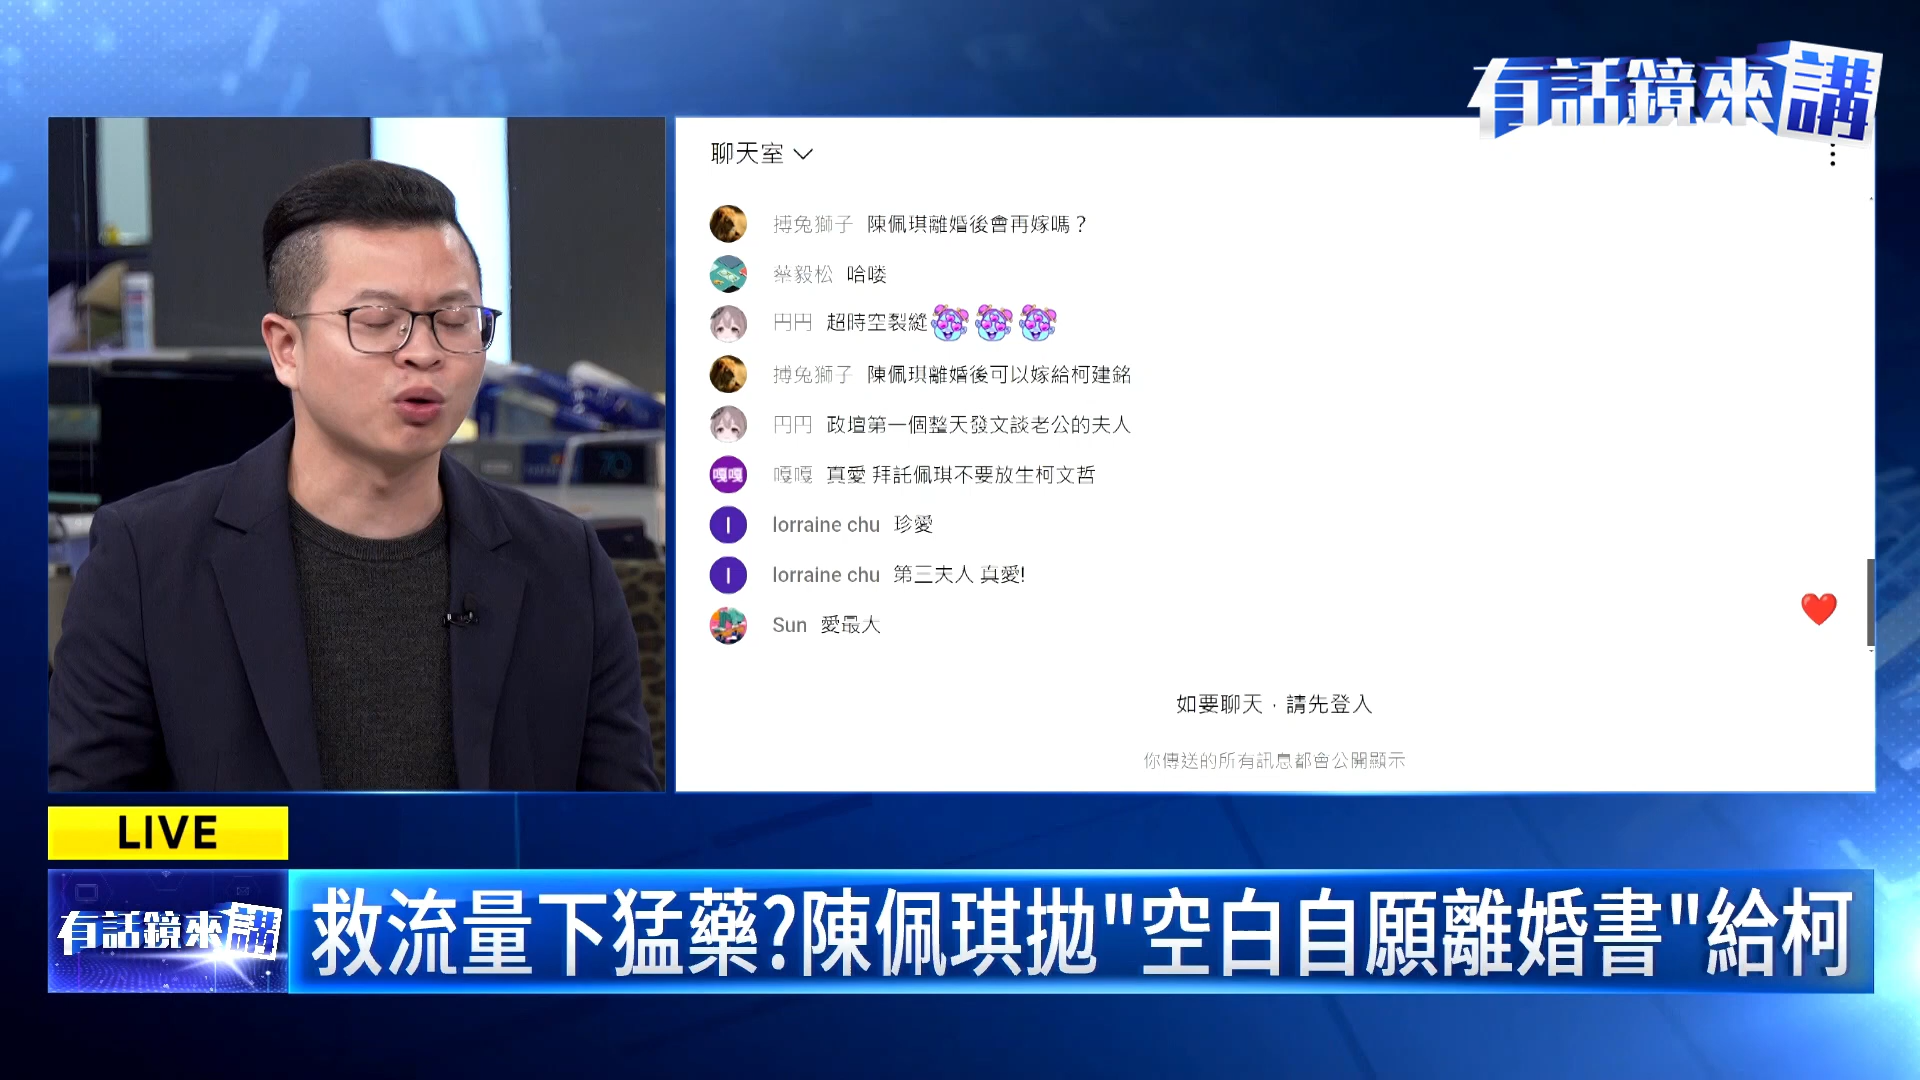 有話鏡來講
聊天室
搏兔獅子 陳佩琪離婚後會再嫁嗎？
蔡毅松 哈喽
円円 超時空裂縫
搏兔獅子 陳佩琪離婚後可以嫁給柯建銘
円円 政壇第一個整天發文談老公的夫人
嘎嘎 嘎嘎 真愛 拜託佩琪不要放生柯文哲
l lorraine chu 珍愛
l lorraine chu 第三夫人 真愛!
Sun 愛最大
如要聊天，請先登入
你傳送的所有訊息都會公開顯示
LIVE
有話鏡來講
救流量下猛藥?陳佩琪拋"空白自願離婚書"給柯